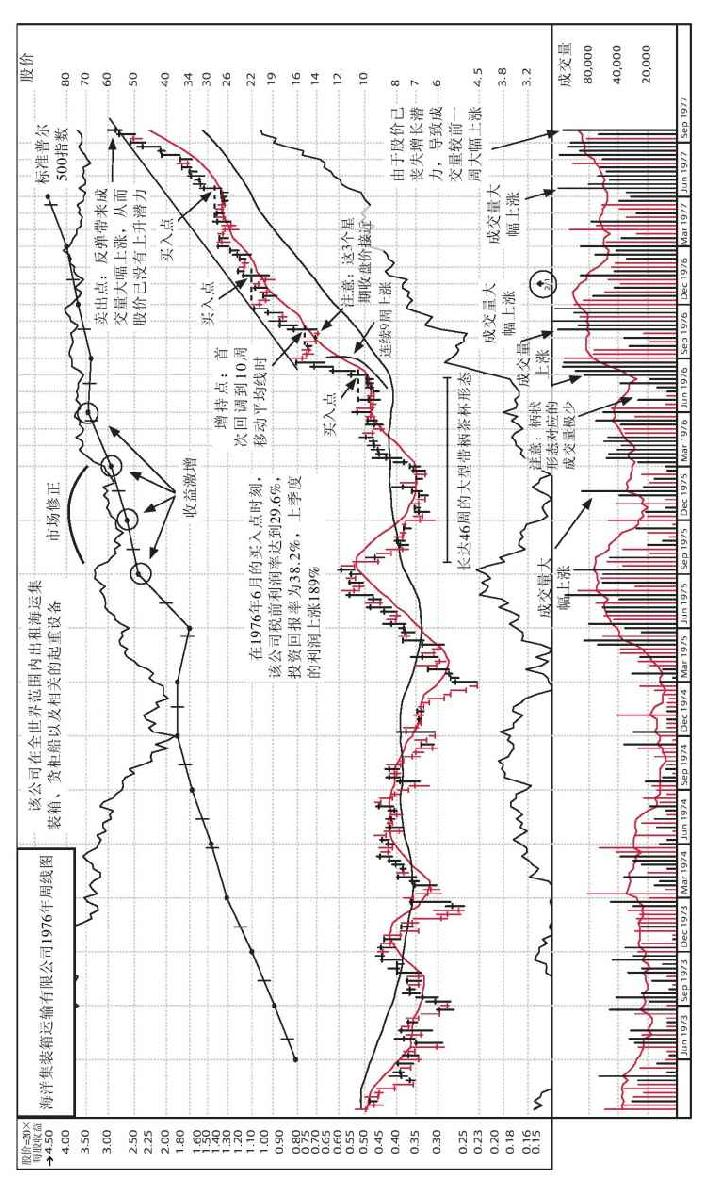 海洋集装箱运输有限公司1976年周线图
该公司在全世界范围内出租海运集
装箱、货柜船以及相关的起重设备
市场修正
标准普尔
500指数
股价
80
70
60
50
40
34
30
26
22
19
16
14
12
10
8
7
6
4.5
3.8
3.2
成交量
80,000
40,000
20,000
股价=20×
每股收益
4.50
4.00
3.50
3.00
2.50
2.25
2.00
1.80
1.50
1.40
1.30
1.20
1.10
1.00
0.90
0.80
0.75
0.70
0.65
0.60
0.55
0.50
0.45
0.40
0.35
0.30
0.25
0.23
0.20
0.18
0.16
0.15
收益激增
卖出点：反弹带来成
交量大幅上涨，从而
股价已没有上升潜力
买入点
买入点
增持点：首
次回调到10周
移动平均线时
买入点
注意：这3个星
期收盘价接近
连续9周上涨
在1976年6月的买入点时刻，
该公司税前利润率达到29.6%，
投资回报率为38.2%，上季度
的利润上涨189%
长达46周的大型带柄茶杯形态
由于股价已
丧失增长潜
力，导致成
交量较前一
周大幅上涨
成交量大
幅上涨
成交量大
幅上涨
成交量
上涨
注意：柄状
形态对应的
成交量极少
成交量大
幅上涨
2/1
Jun 1973
Sep 1973
Dec 1973
Mar 1974
Jun 1974
Sep 1974
Dec 1974
Mar 1975
Jun 1975
Sep 1975
Dec 1975
Mar 1976
Jun 1976
Sep 1976
Dec 1976
Mar 1977
Jun 1977
Sep 1977